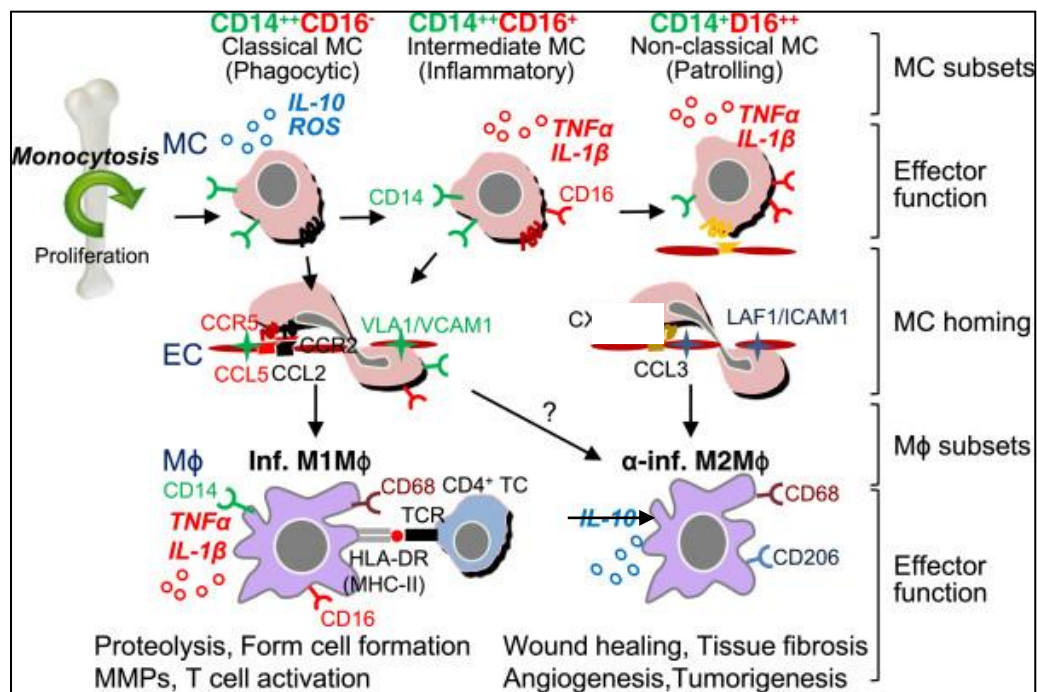 CD14++CD16- CD14++CD16+ CD14+D16++
Classical MC Intermediate MC Non-classical MC
(Phagocytic) (Inflammatory) (Patrolling)
MC subsets
IL-10
ROS
MC
TNFα
IL-1β
TNFα
IL-1β
Monocytosis
Proliferation
CD14
CD16
Effector
function
CCR5
CCR2
VLA1/VCAM1
EC
CCL5
CCL2
CX
LAF1/ICAM1
CCL3
MC homing
?
Mϕ subsets
Mϕ
Inf. M1Mϕ
α-inf. M2Mϕ
CD14
CD68
CD4+ TC
TCR
TNFα
IL-1β
HLA-DR
(MHC-II)
CD16
IL-10
CD68
CD206
Effector
function
Proteolysis, Form cell formation
MMPs, T cell activation
Wound healing, Tissue fibrosis
Angiogenesis,Tumorigenesis